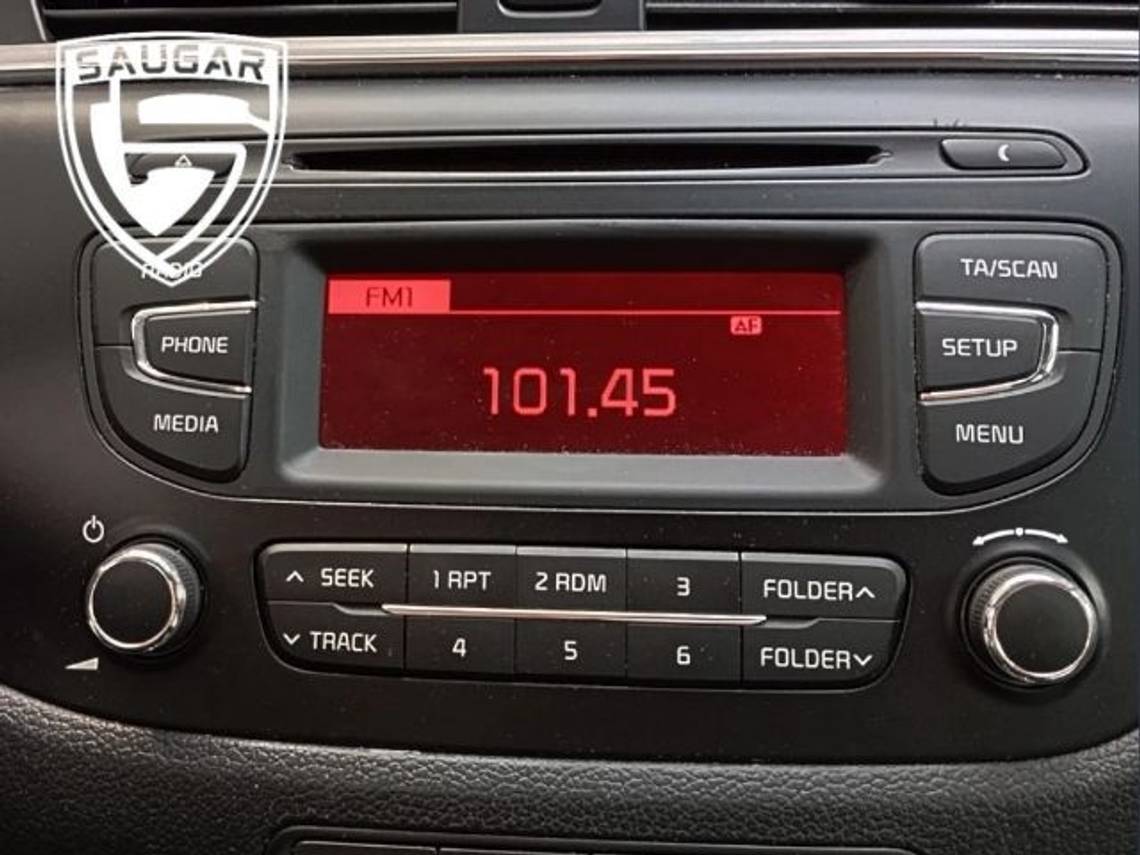 SAUGAR
RADIO
PHONE
MEDIA
FM1
AF
101.45
TA/SCAN
SETUP
MENU
SEEK
TRACK
1 RPT
2 RDM
3
4
5
6
FOLDER
FOLDER